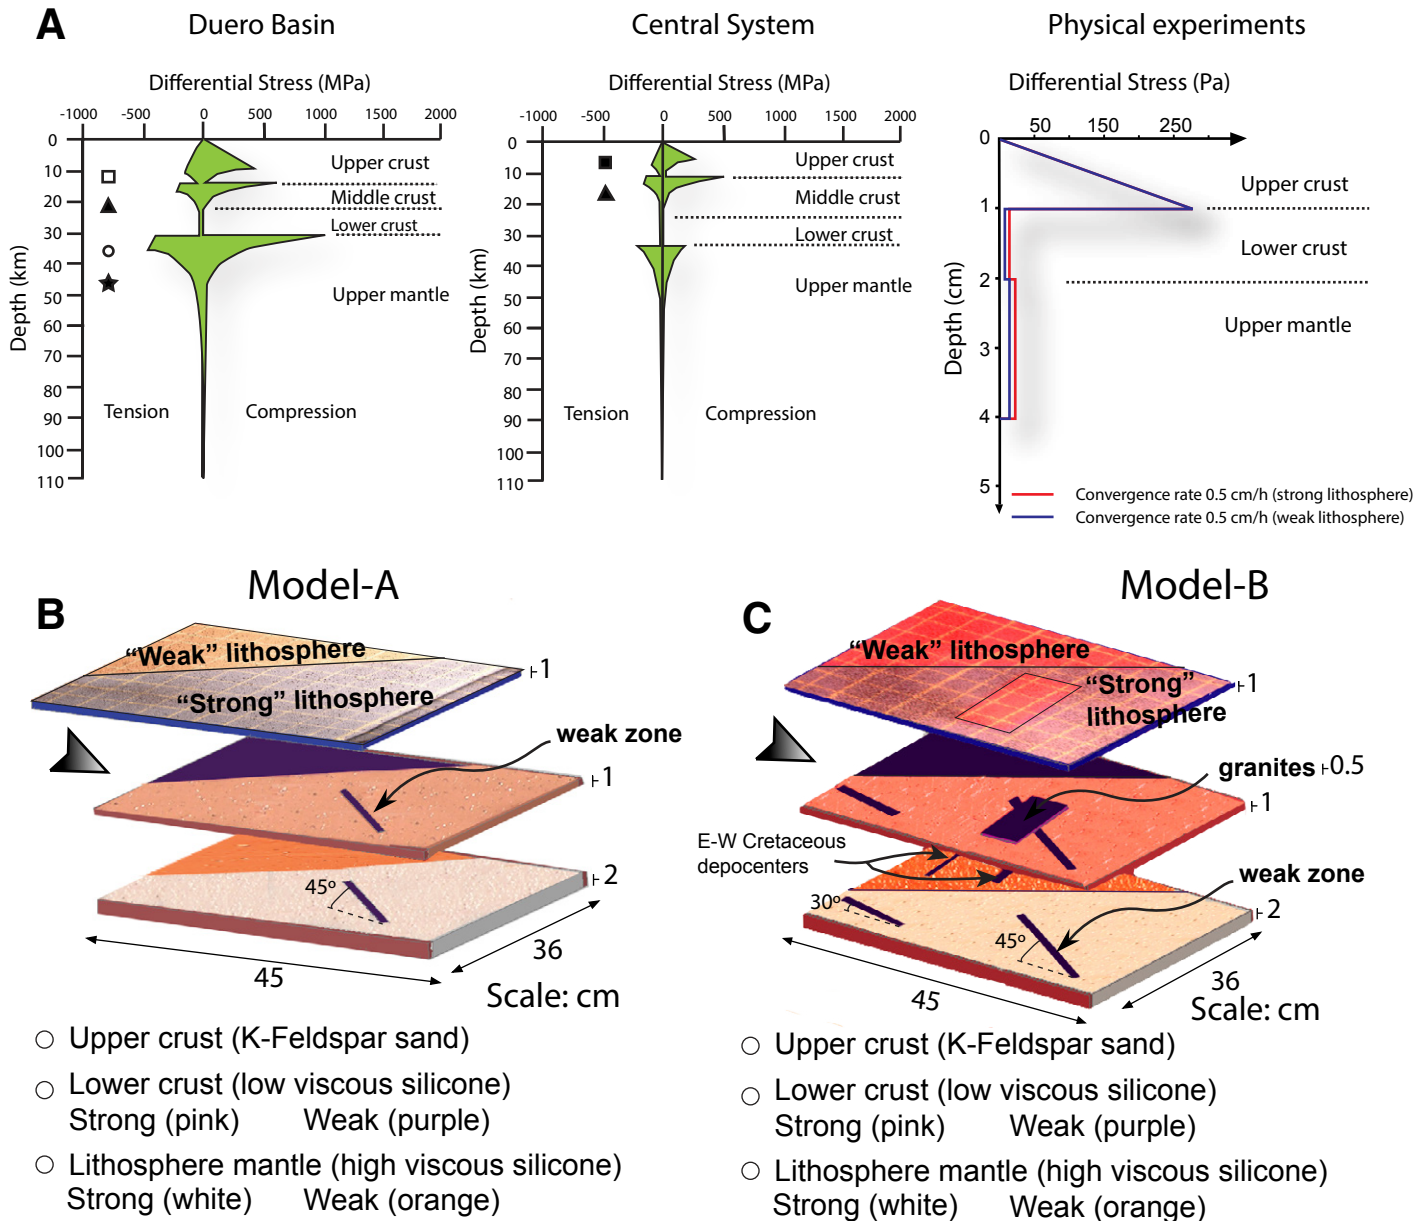 A
Duero Basin
Differential Stress (MPa)
-1000 -500 0 500 1000 1500 2000
Depth (km)
0
10
20
30
40
50
60
70
80
90
100
110
Upper crust
Middle crust
Lower crust
Upper mantle
Tension
Compression
Central System
Differential Stress (MPa)
-1000 -500 0 500 1000 1500 2000
Depth (km)
0
10
20
30
40
50
60
70
80
90
100
110
Upper crust
Middle crust
Lower crust
Upper mantle
Tension
Compression
Physical experiments
Differential Stress (Pa)
50 150 250
Depth (cm)
0
1
2
3
4
5
Upper crust
Lower crust
Upper mantle
Convergence rate 0.5 cm/h (strong lithosphere)
Convergence rate 0.5 cm/h (weak lithosphere)
B
Model-A
“Weak” lithosphere
“Strong” lithosphere
1
weak zone
1
45º
2
45
36
Scale: cm
Upper crust (K-Feldspar sand)
Lower crust (low viscous silicone)
Strong (pink) Weak (purple)
Lithosphere mantle (high viscous silicone)
Strong (white) Weak (orange)
C
Model-B
“Weak” lithosphere
“Strong”
lithosphere
1
granites 0.5
1
E-W Cretaceous
depocenters
weak zone
30º
45º
2
45
36
Scale: cm
Upper crust (K-Feldspar sand)
Lower crust (low viscous silicone)
Strong (pink) Weak (purple)
Lithosphere mantle (high viscous silicone)
Strong (white) Weak (orange)